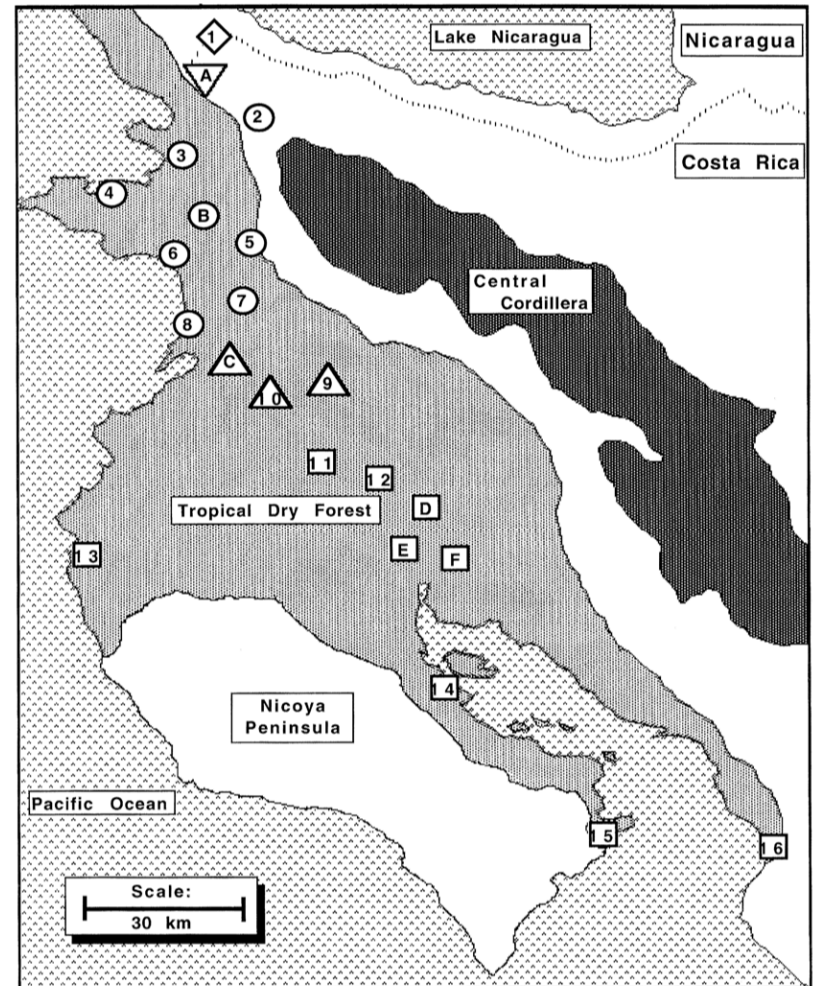 1
Lake Nicaragua
Nicaragua
A
2
3
Costa Rica
4
B
5
6
Central
Cordillera
7
8
C
9
10
11
12
Tropical Dry Forest
D
E
F
13
14
Nicoya
Peninsula
Pacific Ocean
15
16
Scale:
30 km